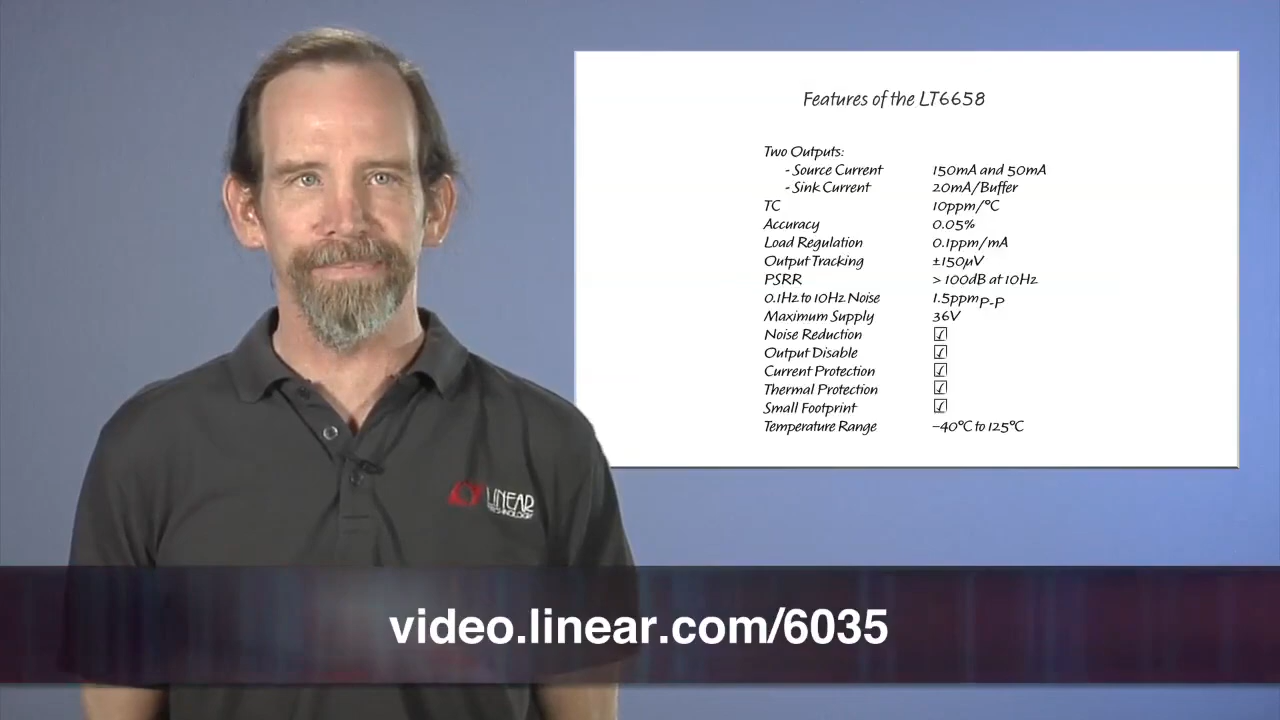 Features of the LT6658
Two Outputs:
- Source Current 150mA and 50mA
- Sink Current 20mA/Buffer
TC 10ppm/°C
Accuracy 0.05%
Load Regulation 0.1ppm/mA
Output Tracking ±150µV
PSRR > 100dB at 10Hz
0.1Hz to 10Hz Noise 1.5ppmP-P
Maximum Supply 36V
Noise Reduction ☑
Output Disable ☑
Current Protection ☑
Thermal Protection ☑
Small Footprint ☑
Temperature Range –40°C to 125°C
LINEAR
TECHNOLOGY
video.linear.com/6035